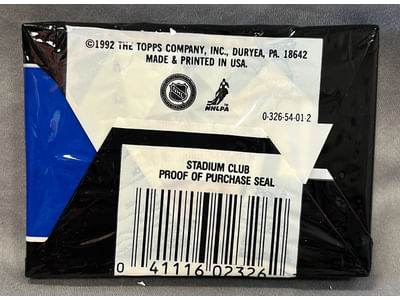 ©1992 THE TOPPS COMPANY, INC., DURYEA, PA. 18642
MADE & PRINTED IN USA.
NHL
NHLPA
0-326-54-01-2
STADIUM CLUB
PROOF OF PURCHASE SEAL
0 41116 02326